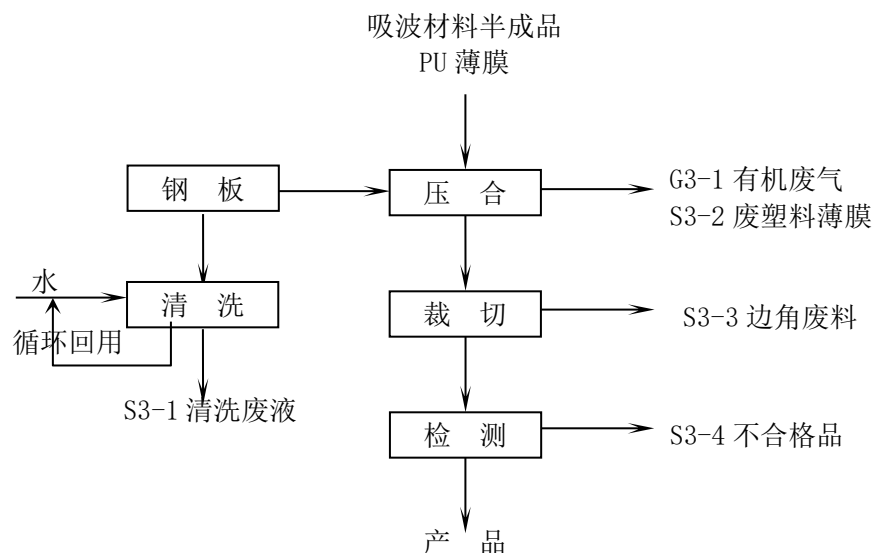 吸波材料半成品
PU 薄膜
钢 板
压 合
G3-1 有机废气
S3-2 废塑料薄膜
水
清 洗
循环回用
裁 切
S3-3 边角废料
S3-1 清洗废液
检 测
S3-4 不合格品
产 品